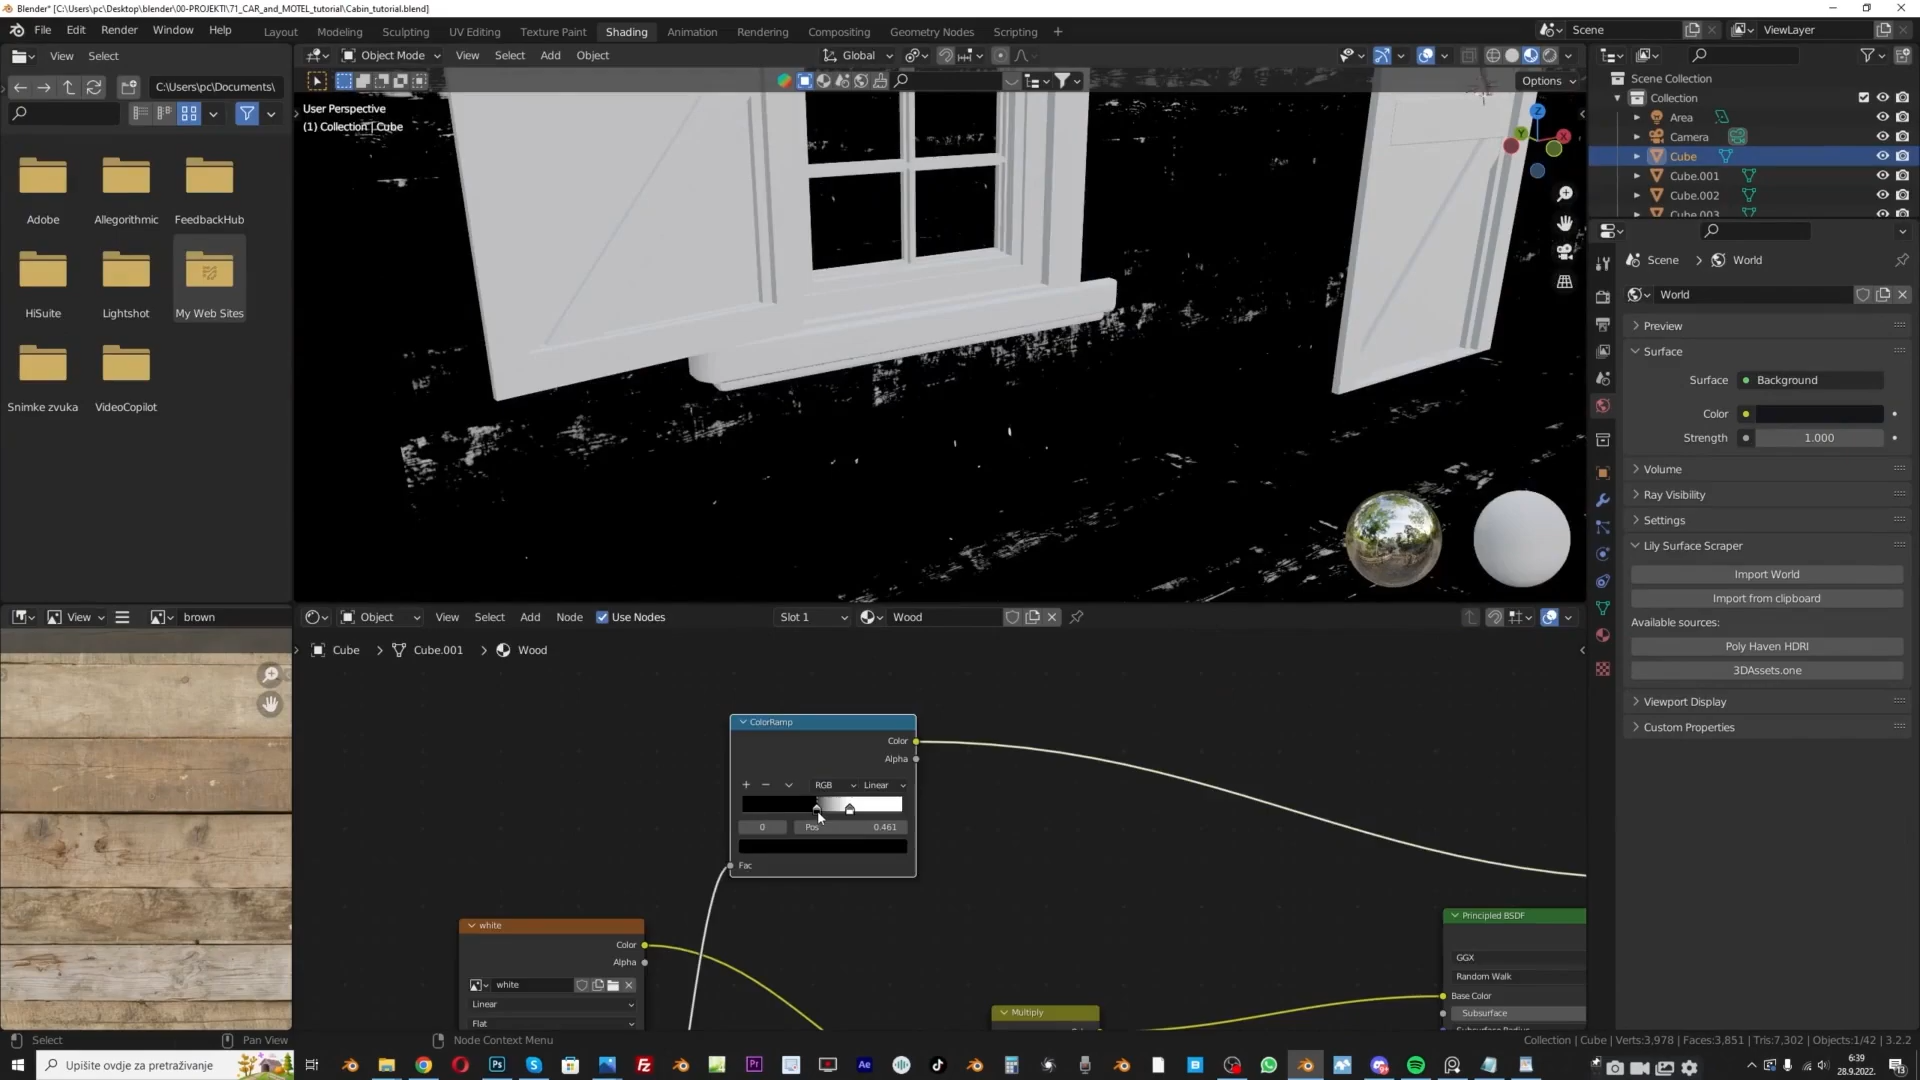 Blender* [C:\Users\pc\Desktop\blender\00-PROJEKTI\71_CAR_and_MOTEL_tutorial\Cabin_tutorial.blend]
File Edit Render Window Help Layout Modeling Sculpting UV Editing Texture Paint Shading Animation Rendering Compositing Geometry Nodes Scripting Scene ViewLayer
View Select Object Mode View Select Add Object Global
C:\Users\pc\Documents\ Options
User Perspective
(1) Collection | Cube
Adobe Allegorithmic FeedbackHub
HiSuite Lightshot My Web Sites
Snimke zvuka VideoCopilot
Scene Collection
Collection
Area
Camera
Cube
Cube.001
Cube.002
Cube.003
Scene > World
World
Preview
Surface
Surface Background
Color
Strength 1.000
Volume
Ray Visibility
Settings
Lily Surface Scraper
Import World
Import from clipboard
Available sources:
Poly Haven HDRI
3DAssets.one
Viewport Display
Custom Properties
View brown Object View Select Add Node Use Nodes Slot 1 Wood
Cube > Cube.001 > Wood
X
Y
Z
ColorRamp
Color
Alpha
RGB Linear
0 Pos 0.461
Fac
white
Color
Alpha
white
Linear
Flat
Multiply
Principled BSDF
GGX
Random Walk
Base Color
Subsurface
Subsurface Radius
Select Pan View Node Context Menu Collection | Cube | Verts:3,978 | Faces:3,851 | Tris:7,302 | Objects:1/42 | 3.2.2
Upišite ovdje za pretraživanje
6:39
28.9.2022.